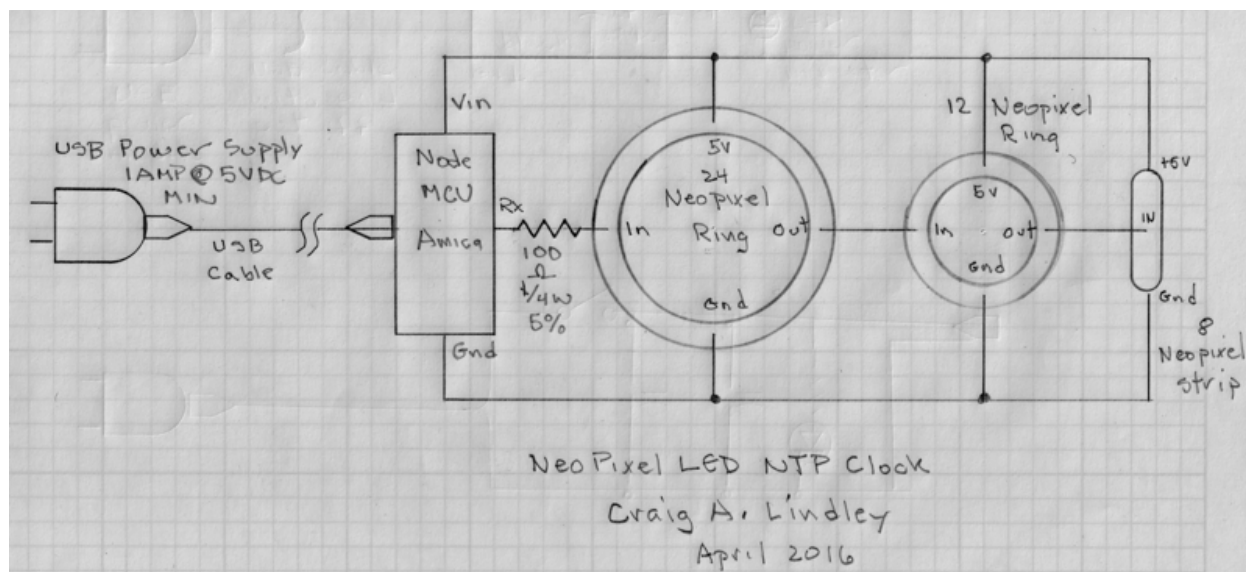 USB Power Supply
1AMP @ 5VDC
MIN
USB
Cable
Vin
Node
MCU
Amica
Gnd
Rx
100
Ω
1/4w
5%
5V
24
Neopixel
Ring
In
Out
Gnd
12 Neopixel
Ring
5v
In
Out
Gnd
+5V
IN
Gnd
8
Neopixel
Strip
NeoPixel LED NTP Clock
Craig A. Lindley
April 2016